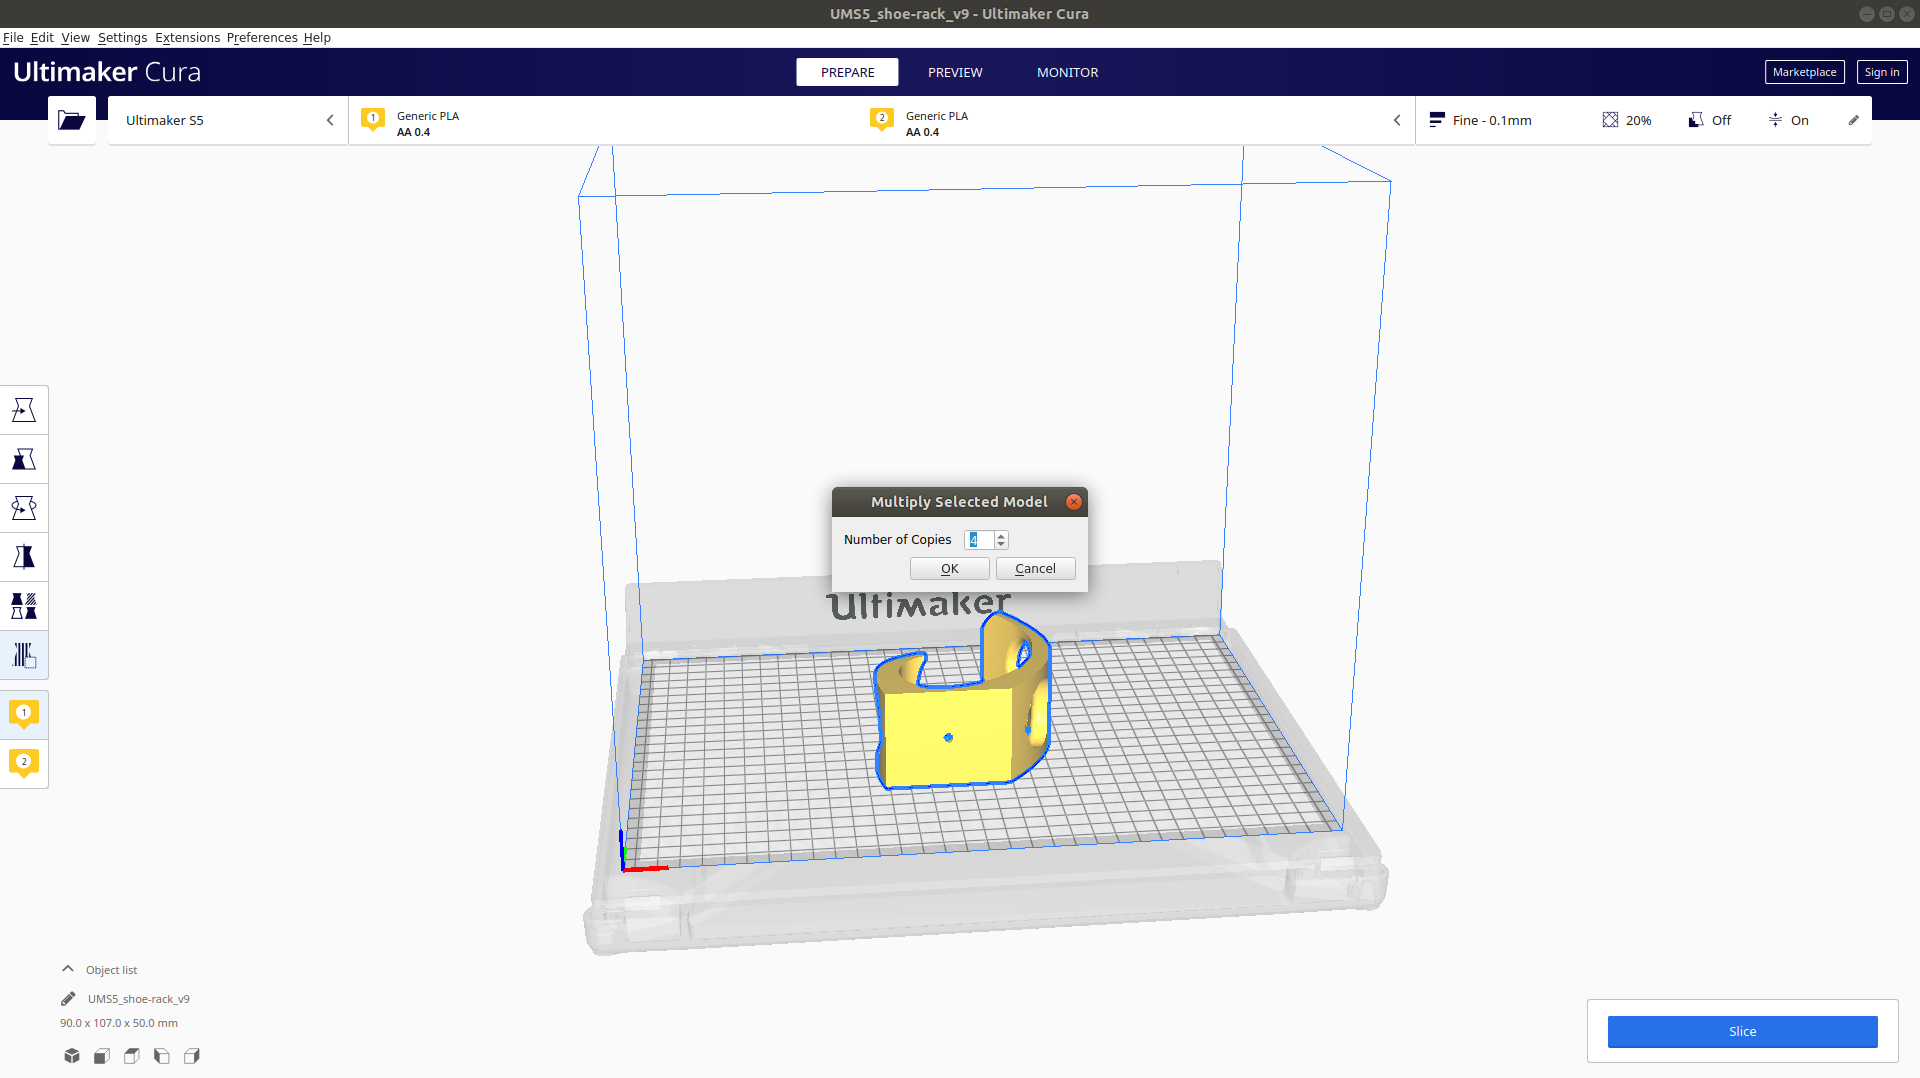 UMS5_shoe-rack_v9 - Ultimaker Cura
File Edit View Settings Extensions Preferences Help
Ultimaker Cura
PREPARE
PREVIEW
MONITOR
Marketplace
Sign in
Ultimaker S5
1
Generic PLA
AA 0.4
2
Generic PLA
AA 0.4
Fine - 0.1mm
20%
Off
On
Multiply Selected Model
Number of Copies 4
OK
Cancel
Ultimaker
1
2
Object list
UMS5_shoe-rack_v9
90.0 x 107.0 x 50.0 mm
Slice